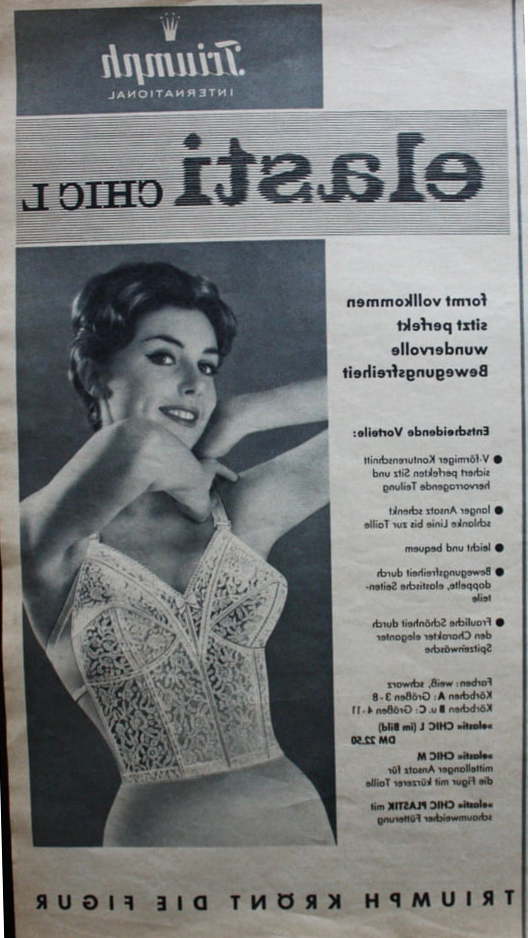 Triumph
INTERNATIONAL
elasti CHIC L
formt vollkommen
sitzt perfekt
wundervolle
Bewegungsfreiheit
Entscheidende Vorteile:
● V-förmiger Konturenschnitt
sichert perfekten Sitz und
hervorragende Teilung
● langer Ansatz schenkt
schlanke Linie bis zur Taille
● leicht und bequem
● Bewegungsfreiheit durch
doppelte, elastische Seiten-
teile
● Frauliche Schönheit durch
den Charakter eleganter
Spitzenwäsche
Farben: weiß, schwarz
Körbchen A: Größen 3-8
Körbchen B u. C: Größen 4-11
»elasti« CHIC L (im Bild)
DM 22.50
»elasti« CHIC M
mittellanger Ansatz für
die Figur mit kürzerer Taille
»elasti« CHIC PLASTIK mit
schaumweicher Fütterung
TRIUMPH KRÖNT DIE FIGUR